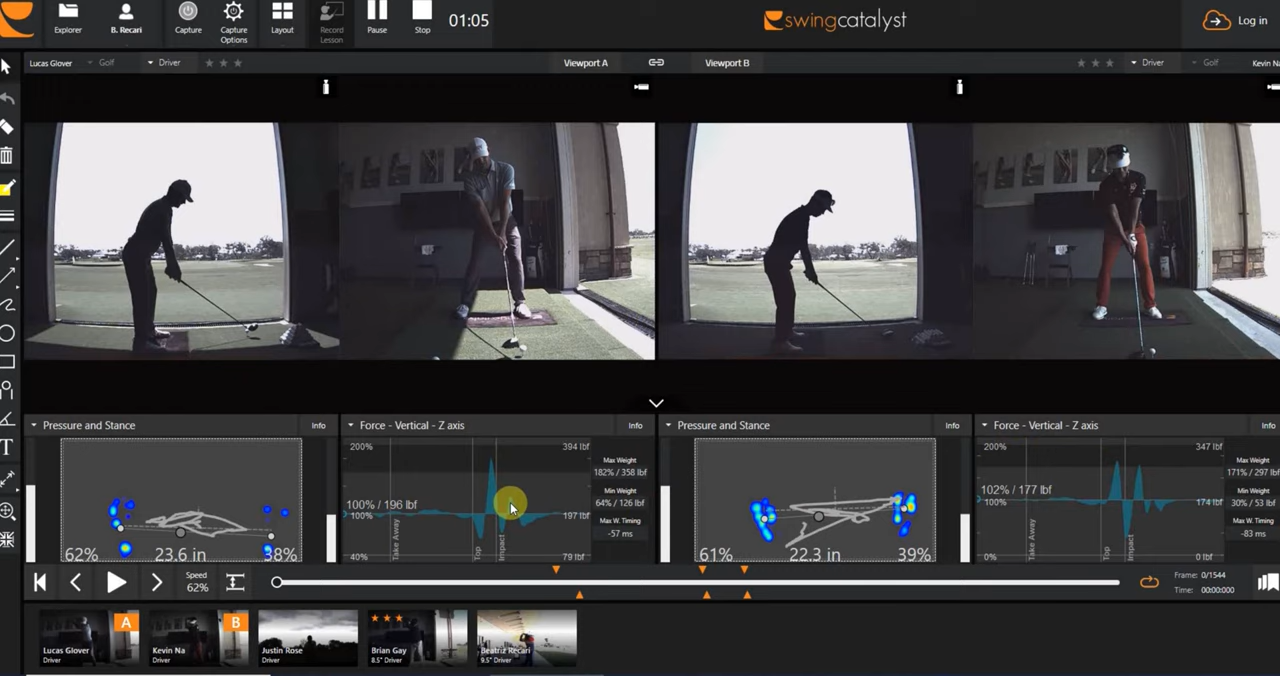 Explorer
B. Recari
Capture
Capture
Options
Layout
Record
Lesson
Pause
Stop
01:05
swingcatalyst
Log in
Lucas Glover
Golf
Driver
Viewport A
Viewport B
Driver
Golf
Kevin Na
Pressure and Stance
Info
Force - Vertical - Z axis
Info
Pressure and Stance
Info
Force - Vertical - Z axis
Info
62%
23.6 in
38%
200%
394 lbf
100% / 196 lbf
100%
197 lbf
40%
79 lbf
Take Away
Top
Impact
Max Weight
182% / 358 lbf
Min Weight
64% / 126 lbf
Max W. Timing
-57 ms
61%
22.3 in
39%
200%
347 lbf
102% / 177 lbf
100%
174 lbf
0%
0 lbf
Take Away
Top
Impact
Max Weight
171% / 297 lbf
Min Weight
30% / 53 lbf
Max W. Timing
-83 ms
Speed
62%
Frame: 0/1544
Time: 00:00:000
A
Lucas Glover
Driver
B
Kevin Na
Driver
Justin Rose
Driver
Brian Gay
8.5° Driver
Beatriz Recari
9.5° Driver
T